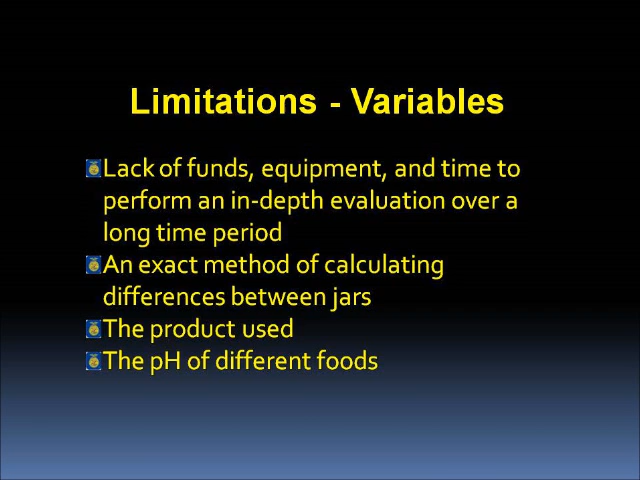 Limitations - Variables
Lack of funds, equipment, and time to
perform an in-depth evaluation over a
long time period
An exact method of calculating
differences between jars
The product used
The pH of different foods